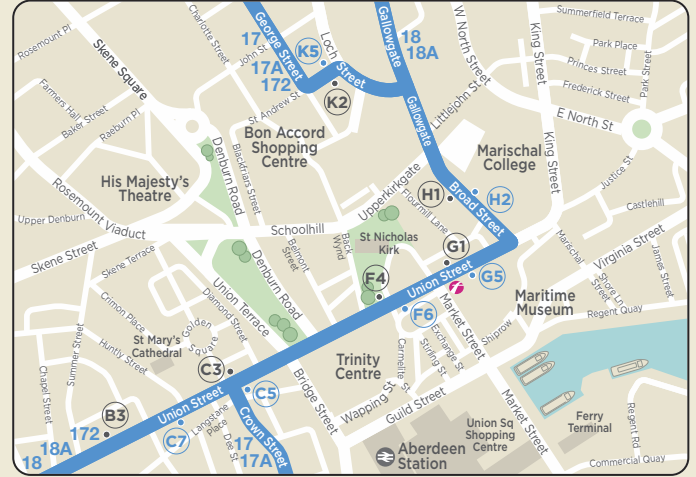 Rosemount Pl
Skene Square
Charlotte Street
John St
17
George Street
K5
Loch Street
Gallowgate
18
18A
17A
172
K2
W North Street
Summerfield Terrace
Park Place
Princes Street
Frederick Street
Park Street
King Street
E North St
Littlejohn St
Gallowgate
Farmers Hall
Baker Street
Raeburn Pl
St Andrew St
Bon Accord
Shopping
Centre
Denburn Road
Blackfriars Street
Marischal
College
King Street
Justice St
His Majesty's
Theatre
Upperkirkgate
Flourmill Lane
H1
Broad Street
H2
Castlehill
Rosemount Viaduct
Upper Denburn
Schoolhill
St Nicholas
Kirk
Back
Wynd
Belmont
Street
G1
Marischal
Street
Virginia Street
James Street
Skene Street
Skene Terrace
Denburn Road
Union Terrace
Diamond Street
F4
Union Street
G5
Shore Ln
Maritime
Museum
Regent Quay
Crimon Place
Golden
Square
Huntly Street
St Mary's
Cathedral
F6
Market Street
Exchange St
Stirling St
Carmelite St
Shiprow
Summer Street
Chapel Street
Trinity
Centre
C3
C5
Bridge Street
Wapping St
Guild Street
Market Street
B3
Union Street
C7
Langstane
Place
Dee St
Crown Street
172
18A
18
17
17A
Union Sq
Shopping
Centre
Aberdeen
Station
Ferry
Terminal
Regent Rd
Commercial Quay